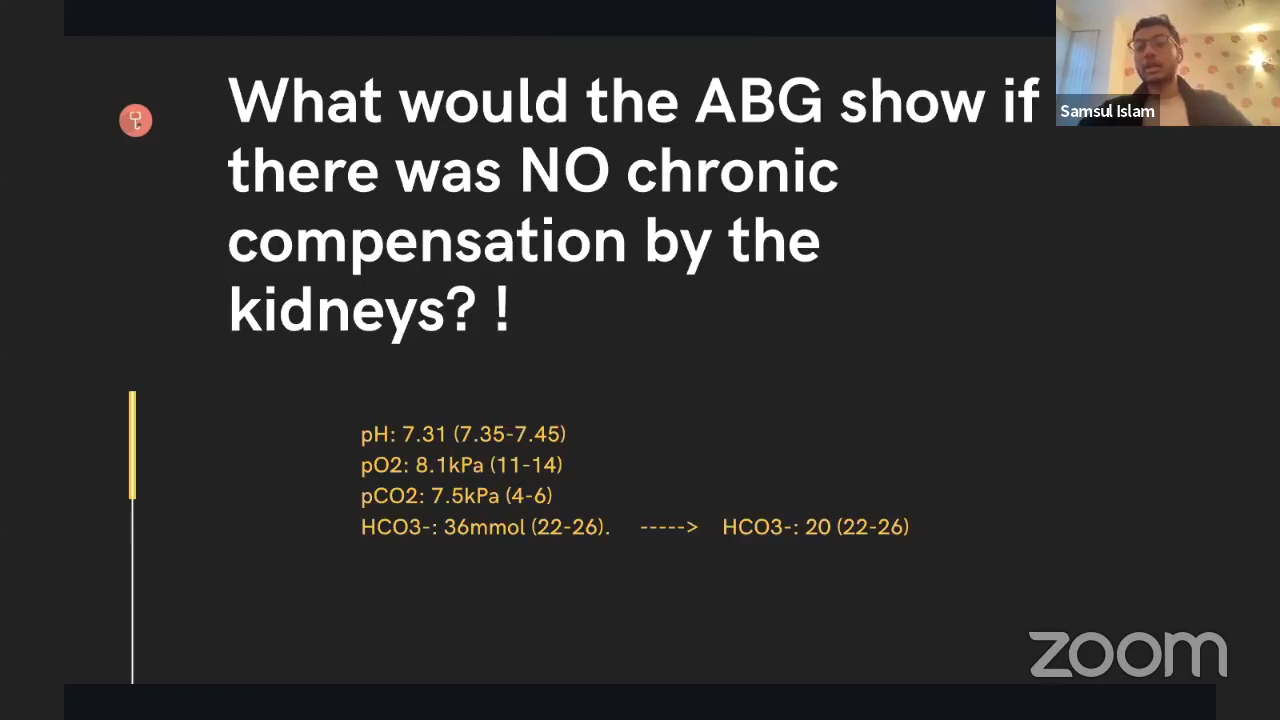 What would the ABG show if
there was NO chronic
compensation by the
kidneys? !
Samsul Islam
pH: 7.31 (7.35-7.45)
pO2: 8.1kPa (11-14)
pCO2: 7.5kPa (4-6)
HCO3-: 36mmol (22-26). -----> HCO3-: 20 (22-26)
zoom